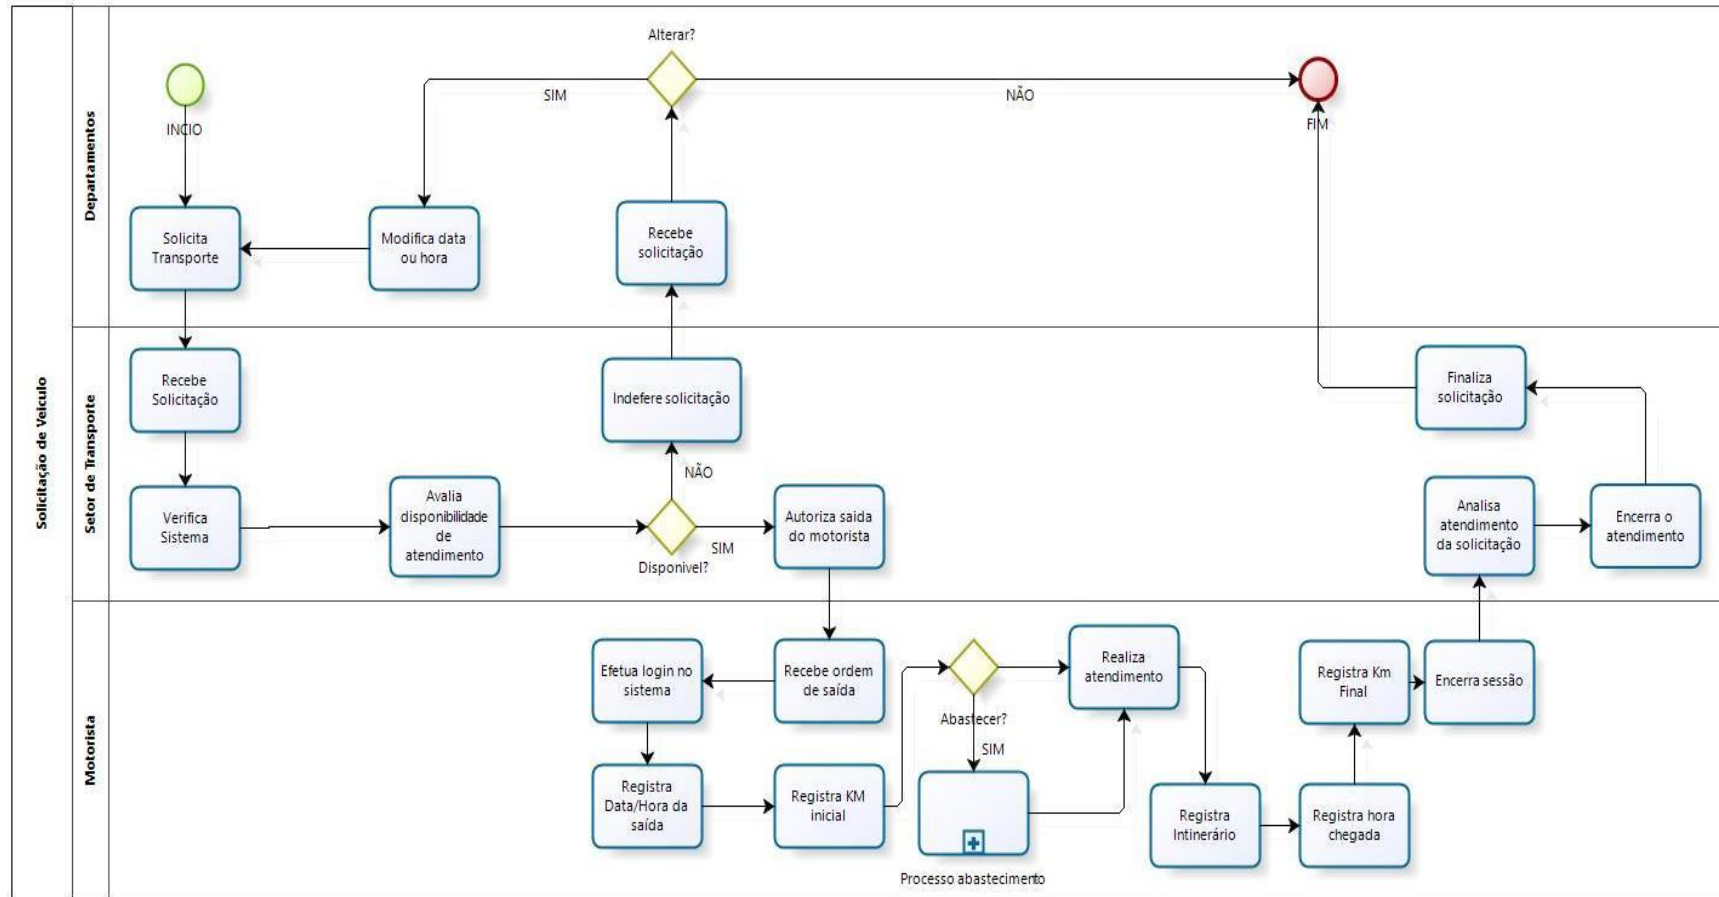 Solicitação de Veiculo
Departamentos
Alterar?
SIM
NÃO
INCIO
FIM
Solicita
Transporte
Modifica data
ou hora
Recebe
solicitação
Setor de Transporte
Recebe
Solicitação
Indefere solicitação
Finaliza
solicitação
NÃO
Verifica
Sistema
Avalia
disponibilidade
de
atendimento
SIM
Disponivel?
Autoriza saida
do motorista
Analisa
atendimento
da solicitação
Encerra o
atendimento
Motorista
Efetua login no
sistema
Recebe ordem
de saída
Abastecer?
SIM
Realiza
atendimento
Registra Km
Final
Encerra sessão
Registra
Data/Hora da
saída
Registra KM
inicial
Processo abastecimento
Registra
Intinerário
Registra hora
chegada